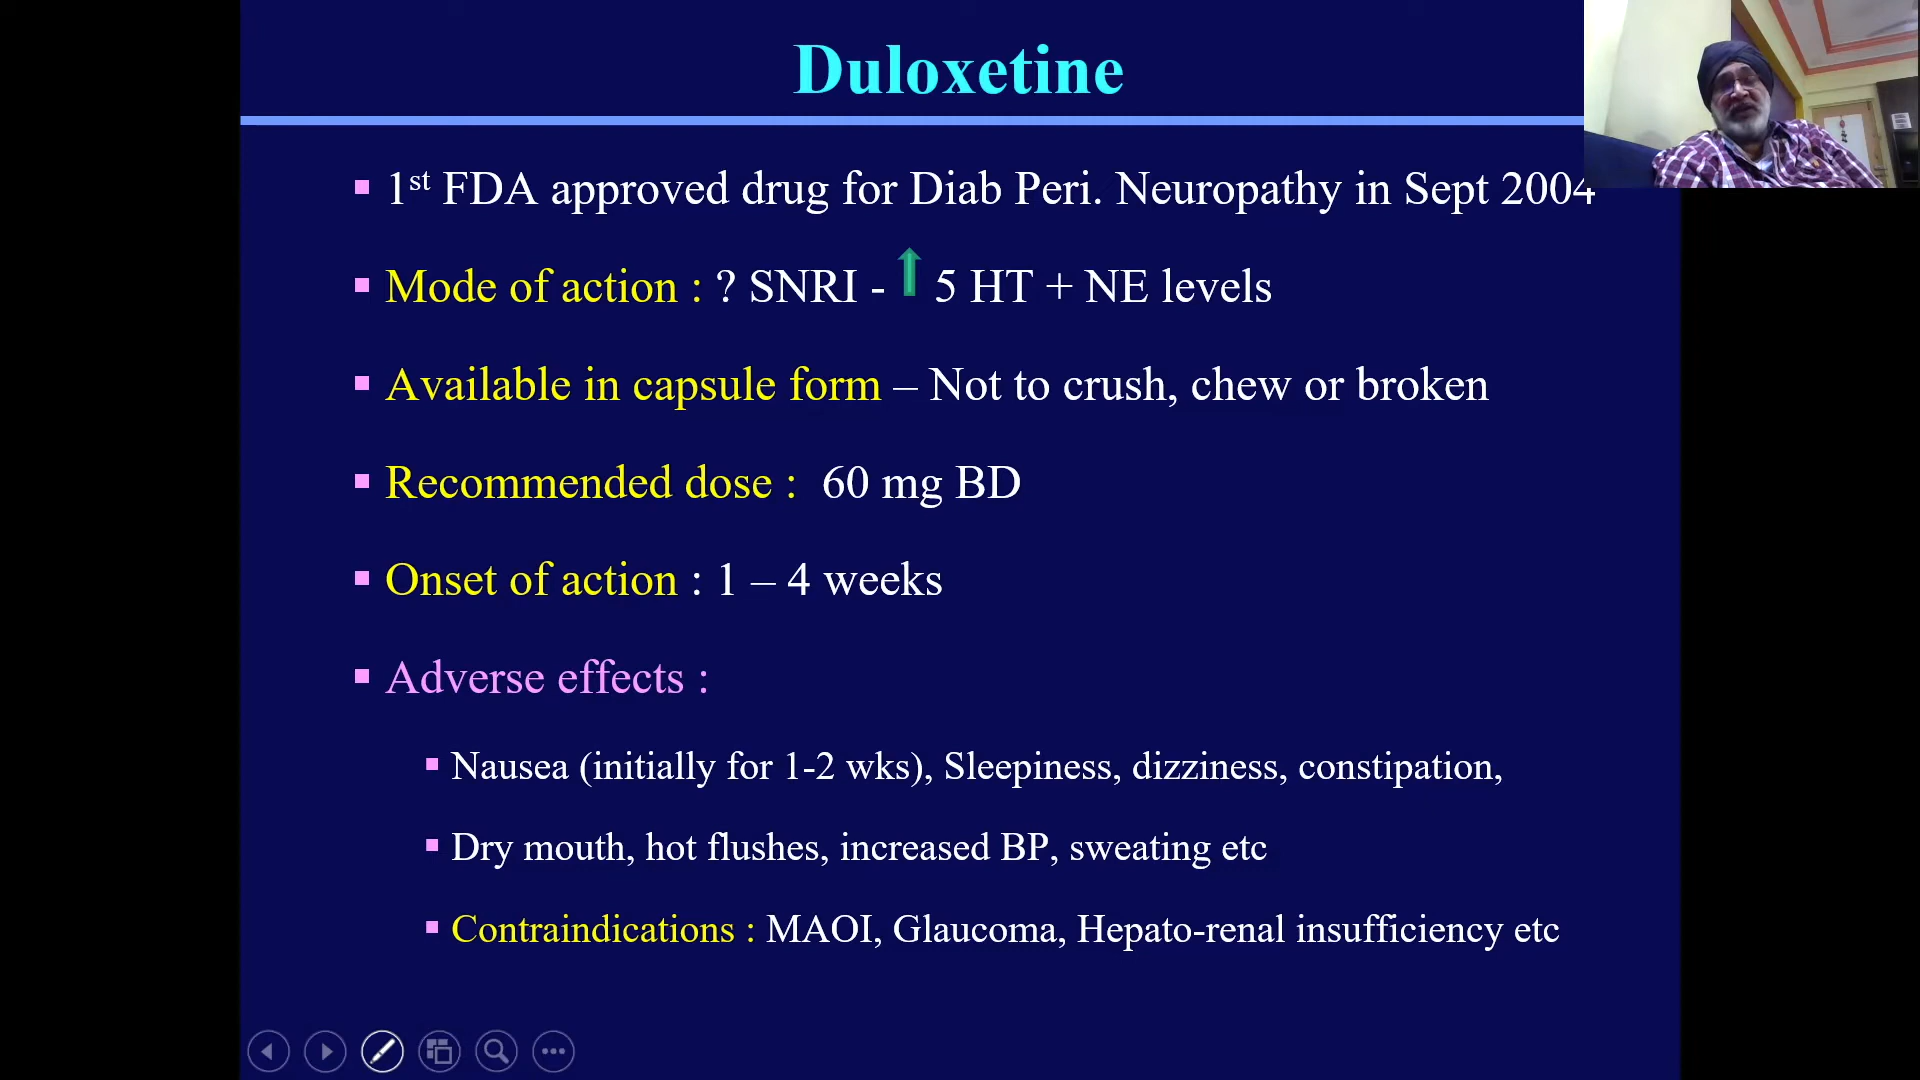 Duloxetine
1st FDA approved drug for Diab Peri. Neuropathy in Sept 2004
Mode of action : ? SNRI - 5 HT + NE levels
Available in capsule form – Not to crush, chew or broken
Recommended dose : 60 mg BD
Onset of action : 1 – 4 weeks
Adverse effects :
Nausea (initially for 1-2 wks), Sleepiness, dizziness, constipation,
Dry mouth, hot flushes, increased BP, sweating etc
Contraindications : MAOI, Glaucoma, Hepato-renal insufficiency etc